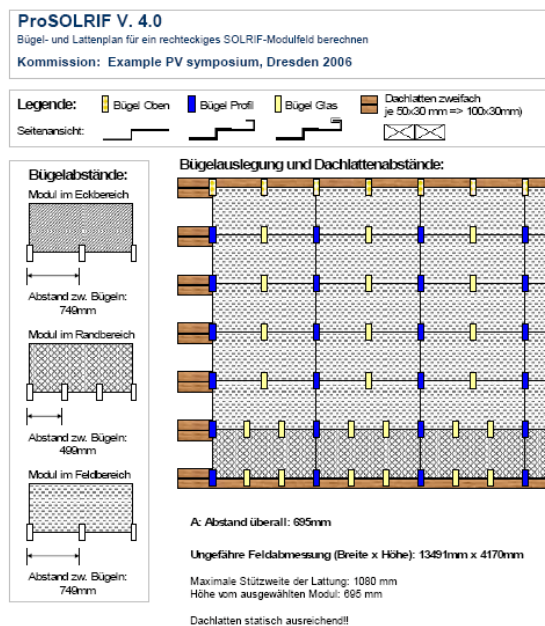 ProSOLRIF V. 4.0
Bügel- und Lattenplan für ein rechteckiges SOLRIF-Modulfeld berechnen
Kommission: Example PV symposium, Dresden 2006
Legende:
Bügel Oben
Bügel Profil
Bügel Glas
Dachlatten zweifach
je 50x30 mm => 100x30mm)
Seitenansicht:
Bügelabstände:
Modul im Eckbereich
Abstand zw. Bügeln:
749mm
Modul im Randbereich
Abstand zw. Bügeln:
499mm
Modul im Feldbereich
Abstand zw. Bügeln:
749mm
Bügelauslegung und Dachlattenabstände:
A: Abstand überall: 695mm
Ungefähre Feldabmessung (Breite x Höhe): 13491mm x 4170mm
Maximale Stützweite der Lattung: 1080 mm
Höhe vom ausgewählten Modul: 695 mm
Dachlatten statisch ausreichend!!